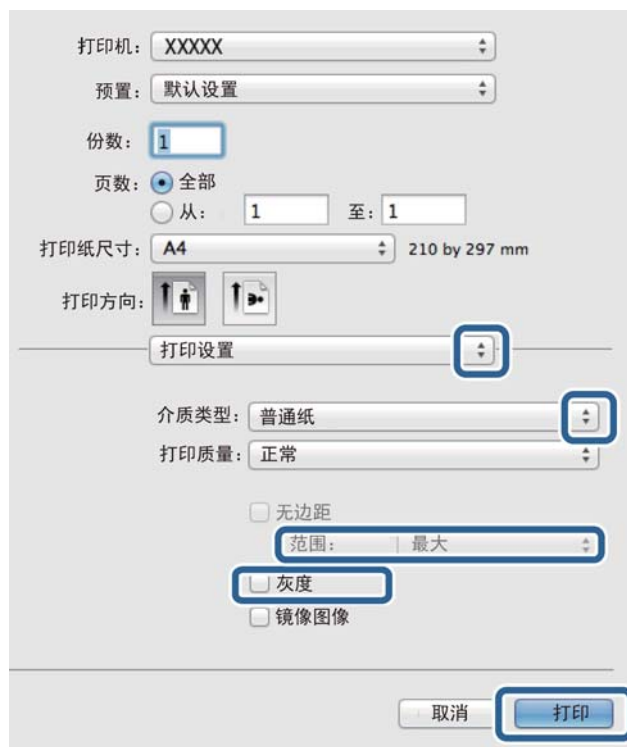 打印机: XXXXX
预置: 默认设置
份数: 1
页数: 全部
从: 1 至: 1
打印纸尺寸: A4 210 by 297 mm
打印方向:
打印设置
介质类型: 普通纸
打印质量: 正常
无边距
范围: 最大
灰度
镜像图像
取消 打印